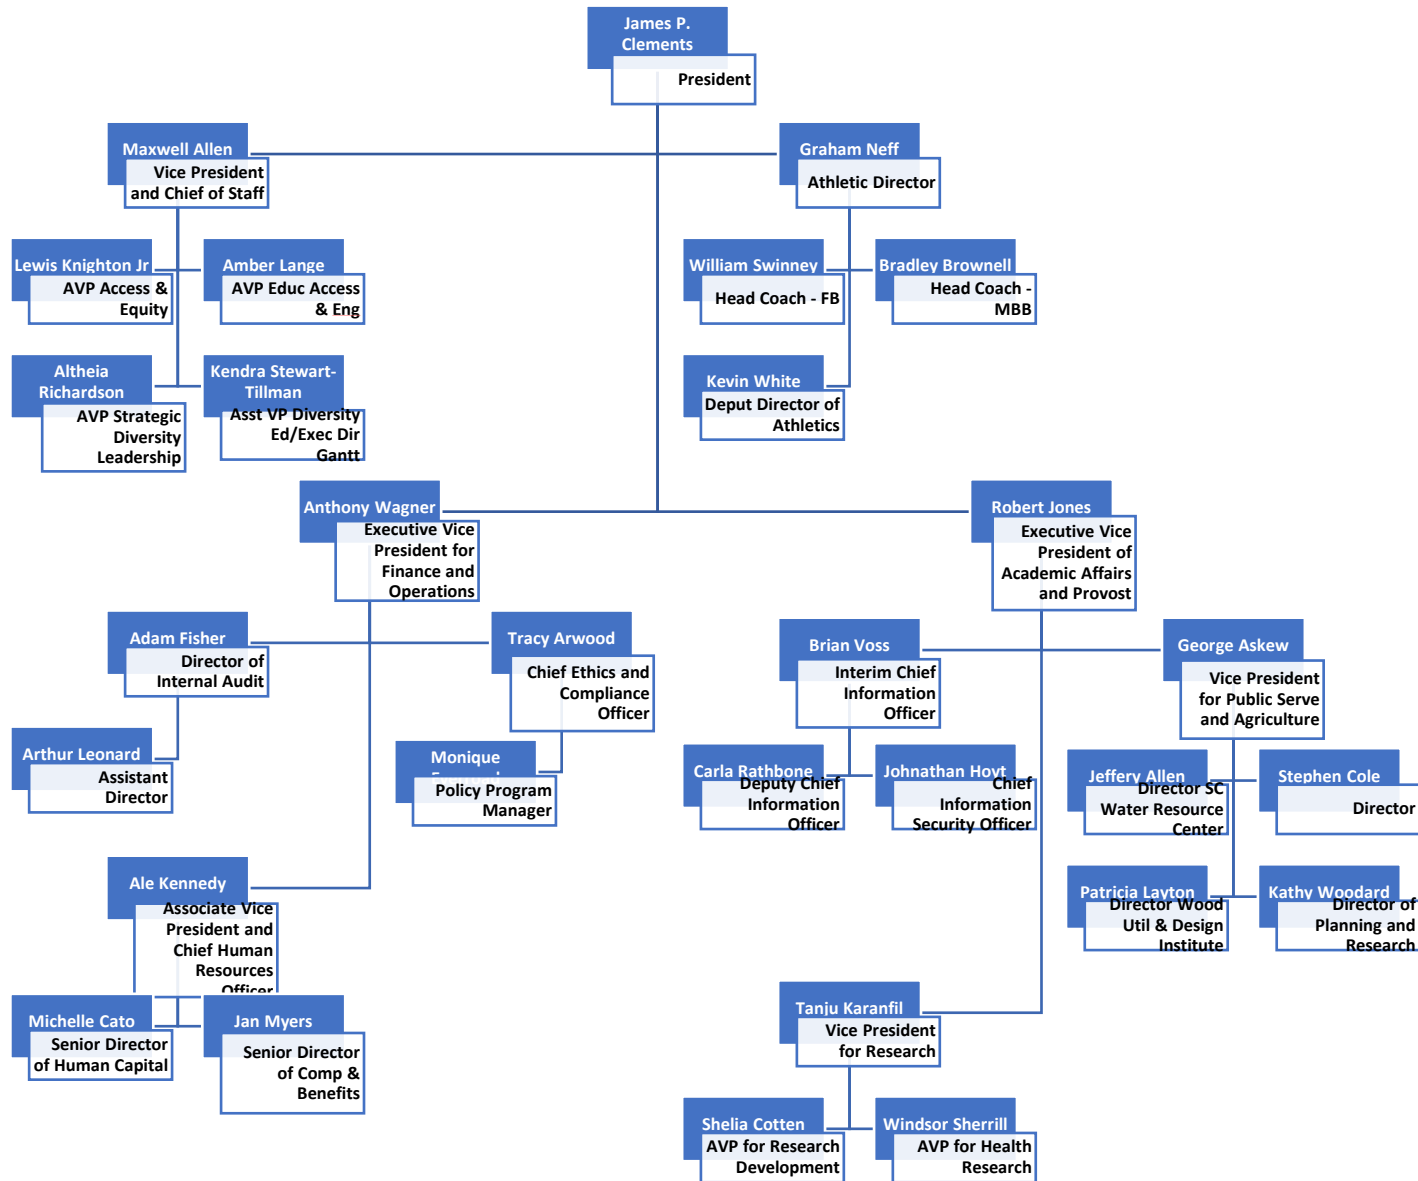 James P.
Clements
President
Maxwell Allen
Vice President
and Chief of Staff
Graham Neff
Athletic Director
Lewis Knighton Jr
AVP Access &
Equity
Amber Lange
AVP Educ Access
& Eng
William Swinney
Head Coach - FB
Bradley Brownell
Head Coach -
MBB
Altheia
Richardson
AVP Strategic
Diversity
Leadership
Kendra Stewart-
Tillman
Asst VP Diversity
Ed/Exec Dir
Gantt
Kevin White
Deput Director of
Athletics
Anthony Wagner
Executive Vice
President for
Finance and
Operations
Robert Jones
Executive Vice
President of
Academic Affairs
and Provost
Adam Fisher
Director of
Internal Audit
Tracy Arwood
Chief Ethics and
Compliance
Officer
Brian Voss
Interim Chief
Information
Officer
George Askew
Vice President
for Public Serve
and Agriculture
Arthur Leonard
Assistant
Director
Monique
Policy Program
Manager
Carla Rathbone
Deputy Chief
Information
Officer
Johnathan Hoyt
Chief
Information
Security Officer
Jeffery Allen
Director SC
Water Resource
Center
Stephen Cole
Director
Ale Kennedy
Associate Vice
President and
Chief Human
Resources
Officer
Patricia Layton
Director Wood
Util & Design
Institute
Kathy Woodard
Director of
Planning and
Research
Michelle Cato
Senior Director
of Human Capital
Jan Myers
Senior Director
of Comp &
Benefits
Tanju Karanfil
Vice President
for Research
Shelia Cotten
AVP for Research
Development
Windsor Sherrill
AVP for Health
Research